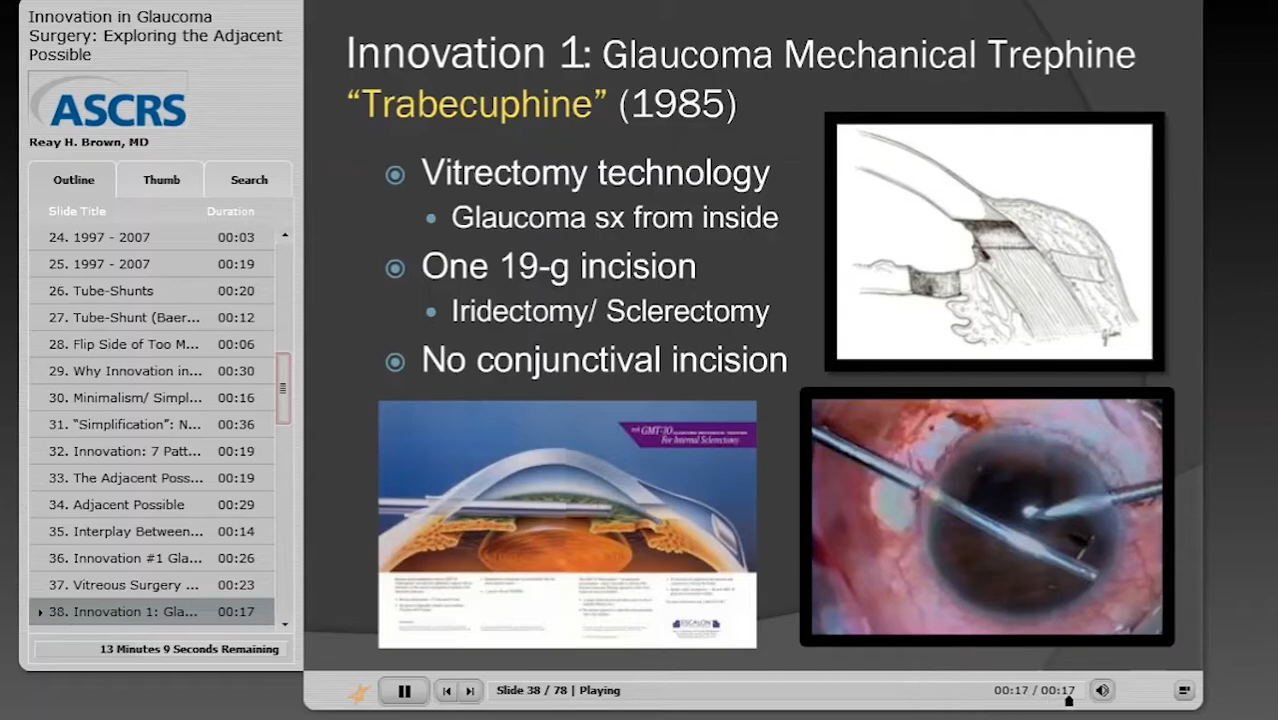 Innovation in Glaucoma
Surgery: Exploring the Adjacent
Possible
ASCRS
Reay H. Brown, MD
Outline
Thumb
Search
Slide Title
Duration
24. 1997 - 2007 00:03
25. 1997 - 2007 00:19
26. Tube-Shunts 00:20
27. Tube-Shunt (Baer... 00:12
28. Flip Side of Too M... 00:06
29. Why Innovation in... 00:30
30. Minimalism/ Simpl... 00:16
31. “Simplification”: N... 00:36
32. Innovation: 7 Patt... 00:19
33. The Adjacent Poss... 00:19
34. Adjacent Possible 00:29
35. Interplay Between... 00:14
36. Innovation #1 Gla... 00:26
37. Vitreous Surgery ... 00:23
38. Innovation 1: Gla... 00:17
13 Minutes 9 Seconds Remaining
Innovation 1: Glaucoma Mechanical Trephine
“Trabecuphine” (1985)
Vitrectomy technology
Glaucoma sx from inside
One 19-g incision
Iridectomy/ Sclerectomy
No conjunctival incision
GMT-10
For Internal Sclerectomy
ESCALON
Slide 38 / 78 | Playing
00:17 / 00:17